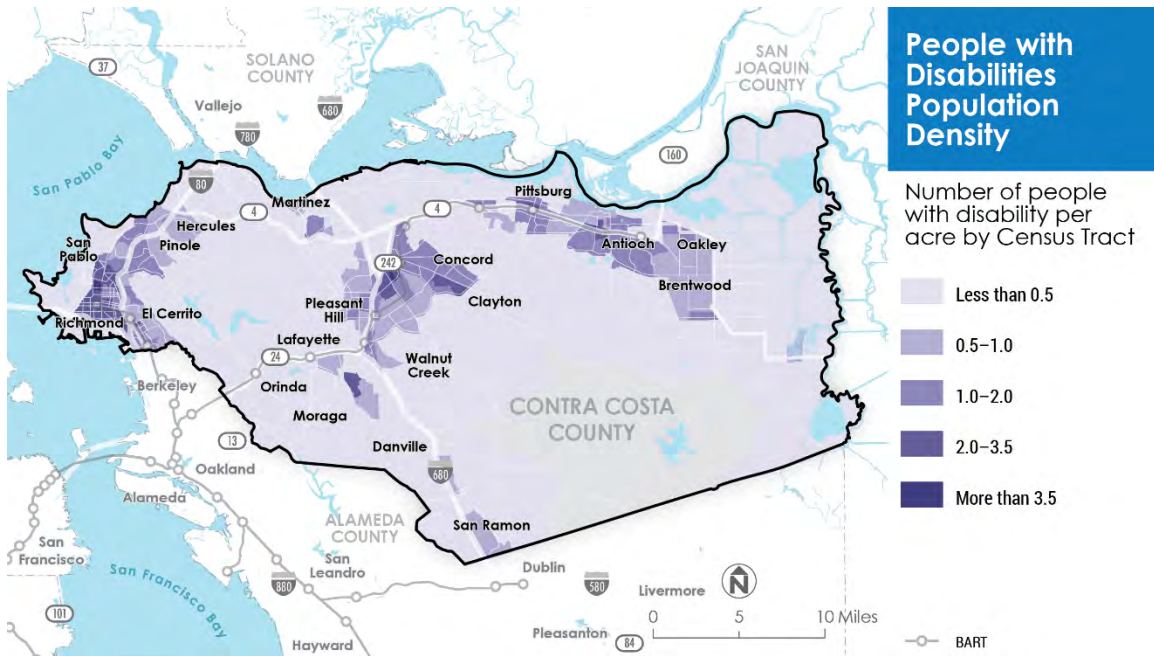 People with
Disabilities
Population
Density
Number of people
with disability per
acre by Census Tract
Less than 0.5
0.5–1.0
1.0–2.0
2.0–3.5
More than 3.5
BART
SOLANO
COUNTY
SAN
JOAQUIN
COUNTY
37
Vallejo
680
780
160
San Pablo Bay
80
4
Martinez
Hercules
4
Pittsburg
San
Pablo
Pinole
Antioch
Oakley
242
Concord
Brentwood
Clayton
Richmond
El Cerrito
Pleasant
Hill
Lafayette
24
Walnut
Creek
Berkeley
Orinda
Moraga
CONTRA COSTA
COUNTY
13
Danville
Oakland
680
Alameda
ALAMEDA
COUNTY
San Ramon
San
Francisco
San
Leandro
Dublin
San Francisco Bay
880
580
Livermore
N
0 5 10 Miles
101
Hayward
Pleasanton
84